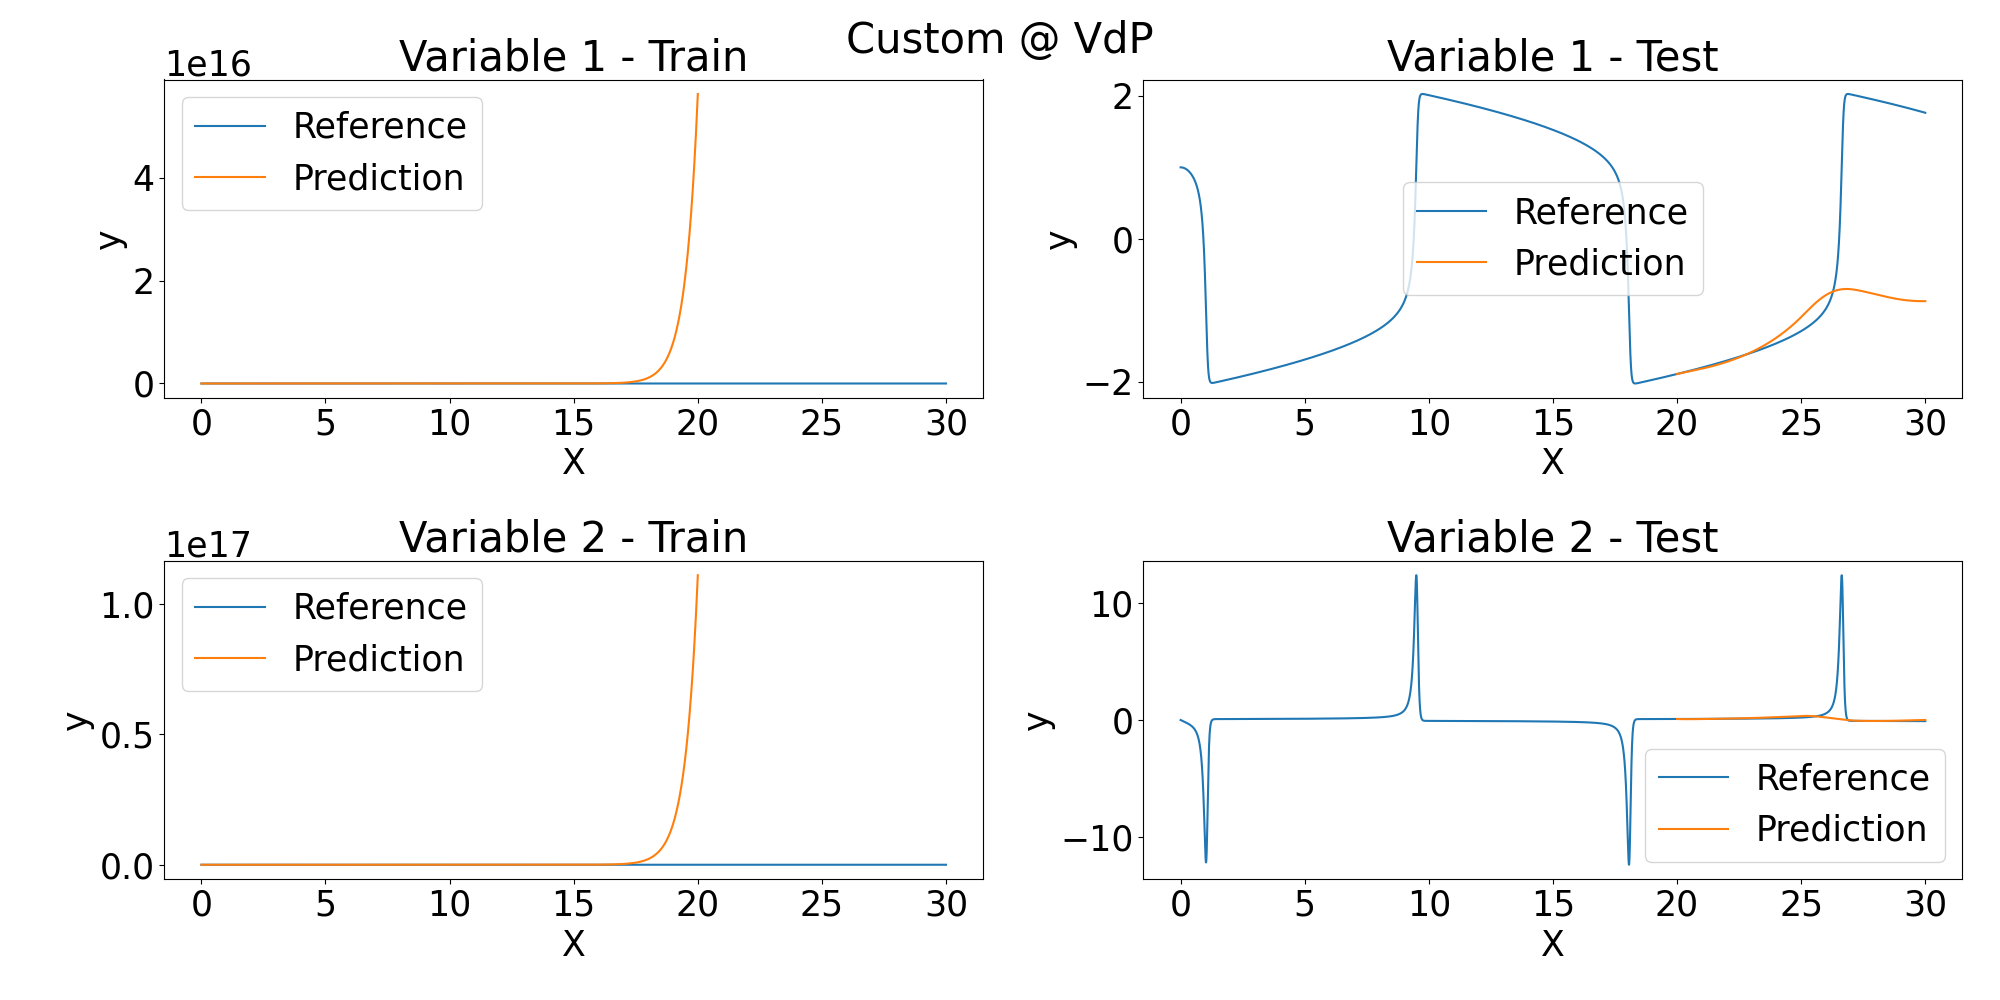 Custom @ VdP
Variable 1 - Train
1e16
Reference
Prediction
4
2
0
y
0 5 10 15 20 25 30
X
Variable 1 - Test
Reference
Prediction
2
0
−2
y
0 5 10 15 20 25 30
X
Variable 2 - Train
1e17
Reference
Prediction
1.0
0.5
0.0
y
0 5 10 15 20 25 30
X
Variable 2 - Test
10
0
−10
y
Reference
Prediction
0 5 10 15 20 25 30
X